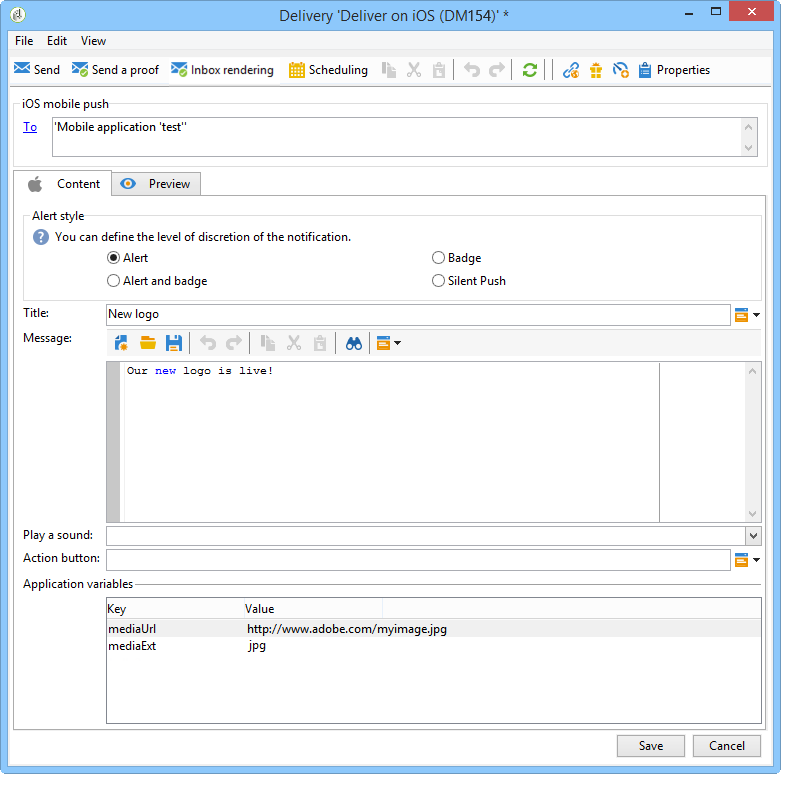 Delivery 'Deliver on iOS (DM154)' *
File Edit View
Send Send a proof Inbox rendering Scheduling Properties
iOS mobile push
To 'Mobile application 'test''
Content Preview
Alert style
? You can define the level of discretion of the notification.
Alert Badge
Alert and badge Silent Push
Title: New logo
Message:
Our new logo is live!
Play a sound:
Action button:
Application variables
Key Value
mediaUrl http://www.adobe.com/myimage.jpg
mediaExt jpg
Save Cancel